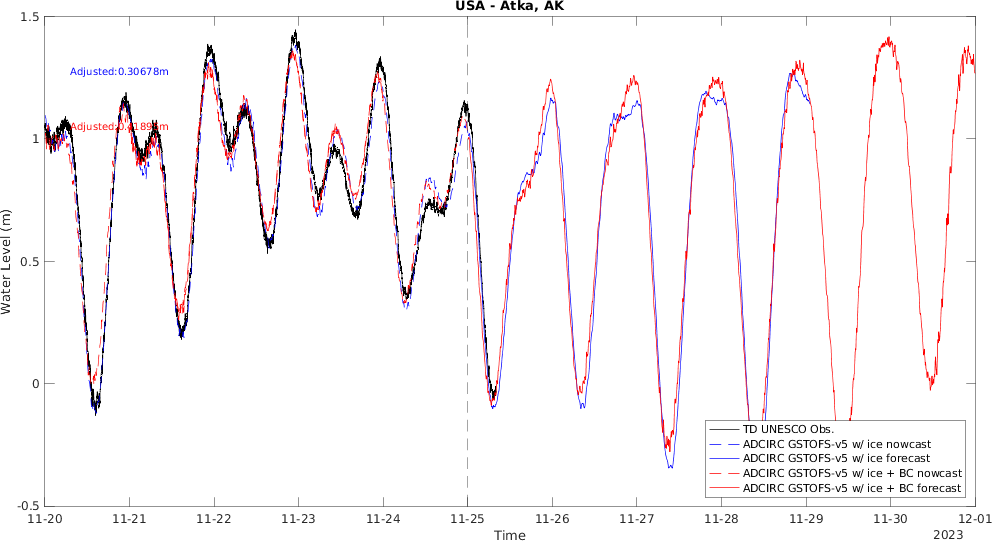 USA - Atka, AK
1.5
1
0.5
0
-0.5
Water Level (m)
Adjusted:0.30678m
11-20
11-21
11-22
11-23
11-24
11-25
11-26
11-27
11-28
11-29
11-30
12-01
Time
2023
TD UNESCO Obs.
ADCIRC GSTOFS-v5 w/ ice nowcast
ADCIRC GSTOFS-v5 w/ ice forecast
ADCIRC GSTOFS-v5 w/ ice + BC nowcast
ADCIRC GSTOFS-v5 w/ ice + BC forecast